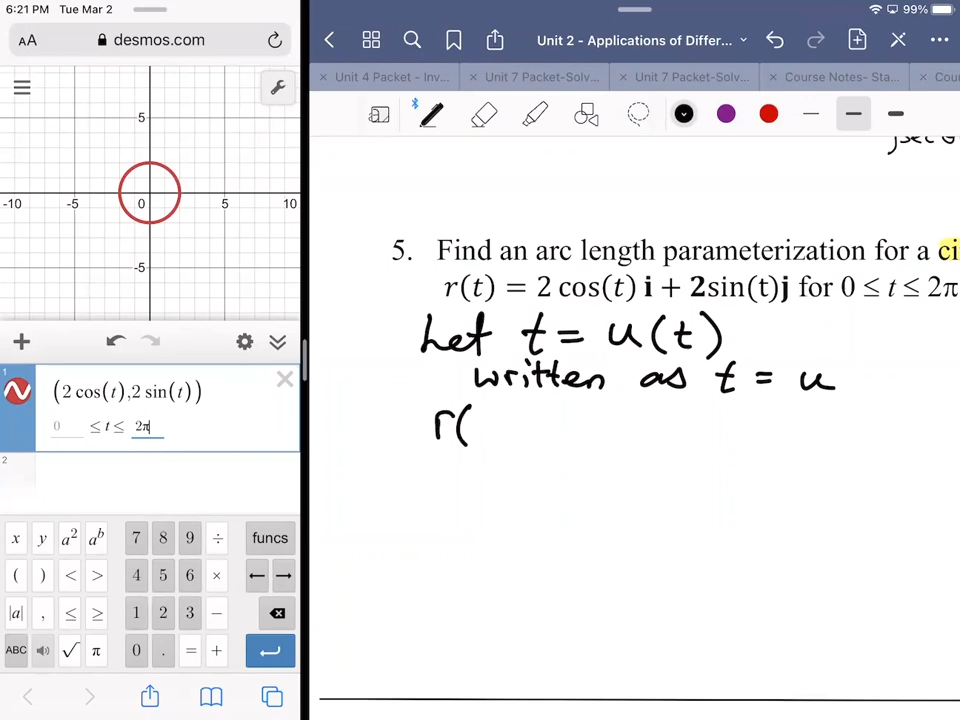 6:21 PM Tue Mar 2
99%
AA desmos.com
Unit 2 - Applications of Differ...
× Unit 4 Packet - Inv...
× Unit 7 Packet-Solv...
× Unit 7 Packet-Solv...
× Course Notes- Sta...
× Cou
5
-10 -5 0 5 10
-5
1
(2 cos(t),2 sin(t))
0 ≤ t ≤ 2π
2
x y a² a^b 7 8 9 ÷ funcs
( ) < > 4 5 6 × ← →
|a| , ≤ ≥ 1 2 3 −
ABC √ π 0 . = +
5. Find an arc length parameterization for a
r(t) = 2 cos(t) i + 2sin(t)j for 0 ≤ t ≤ 2π
Let t = u(t)
written as t = u
r(